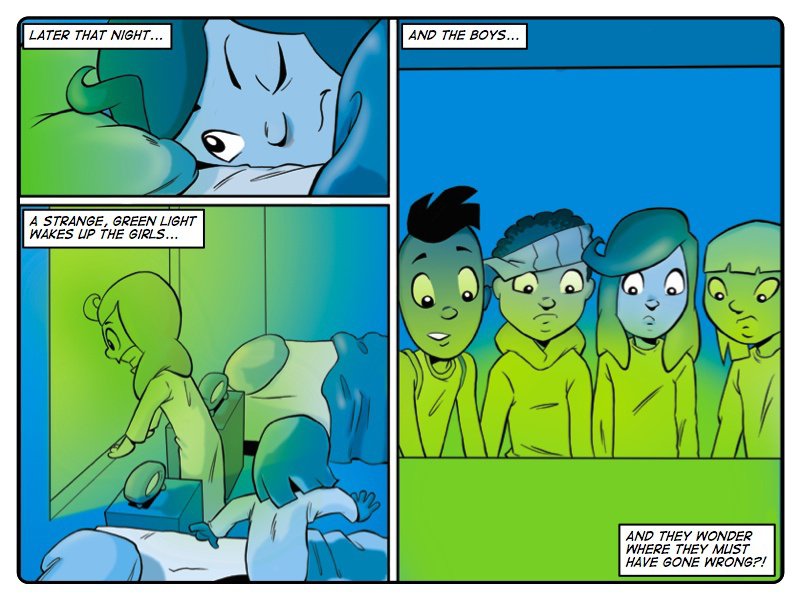 LATER THAT NIGHT...
A STRANGE, GREEN LIGHT
WAKES UP THE GIRLS...
AND THE BOYS...
AND THEY WONDER
WHERE THEY MUST
HAVE GONE WRONG?!